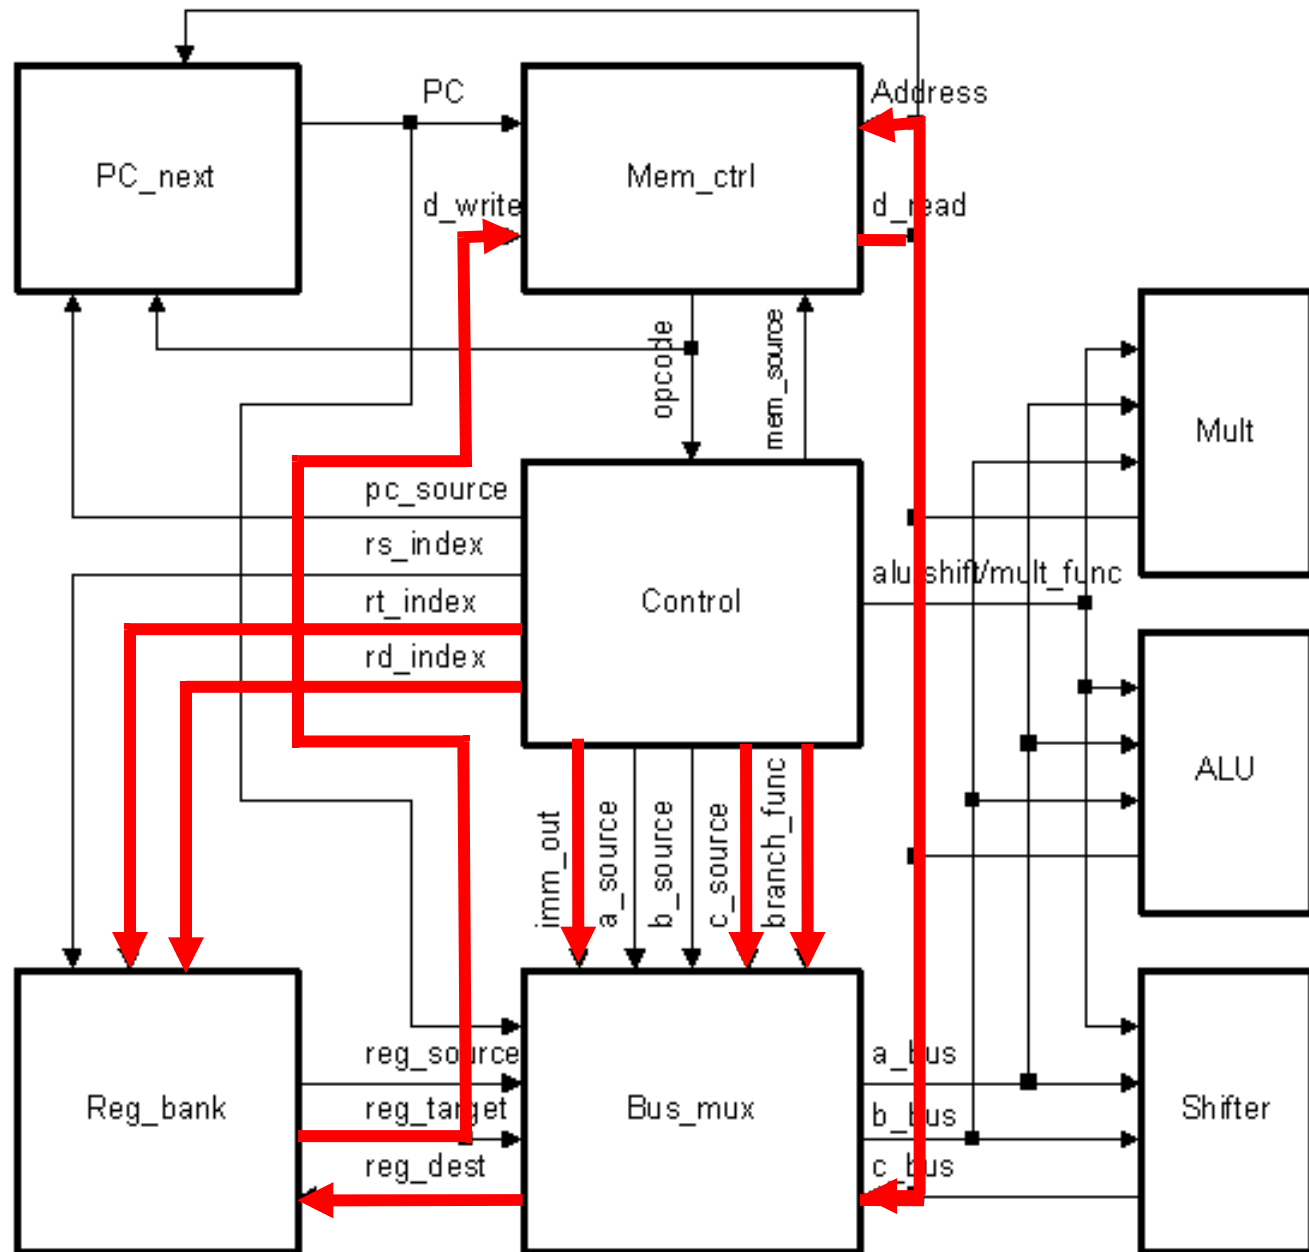 PC
Address
PC_next
Mem_ctrl
d_write
d_read
opcode
mem_source
Mult
pc_source
rs_index
alu/shift/mult_func
rt_index
Control
rd_index
ALU
imm_out
a_source
b_source
c_source
branch_func
reg_source
a_bus
Reg_bank
reg_target
Bus_mux
b_bus
Shifter
reg_dest
c_bus